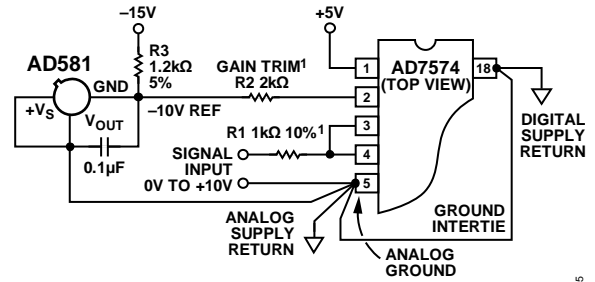 –15V
+5V
R3
1.2kΩ
5%
AD581
GND
+VS
VOUT
0.1µF
GAIN TRIM1
R2 2kΩ
–10V REF
R1 1kΩ 10%1
SIGNAL
INPUT
0V TO +10V
1
2
3
4
5
AD7574
(TOP VIEW)
18
DIGITAL
SUPPLY
RETURN
GROUND
INTERTIE
ANALOG
SUPPLY
RETURN
ANALOG
GROUND
5